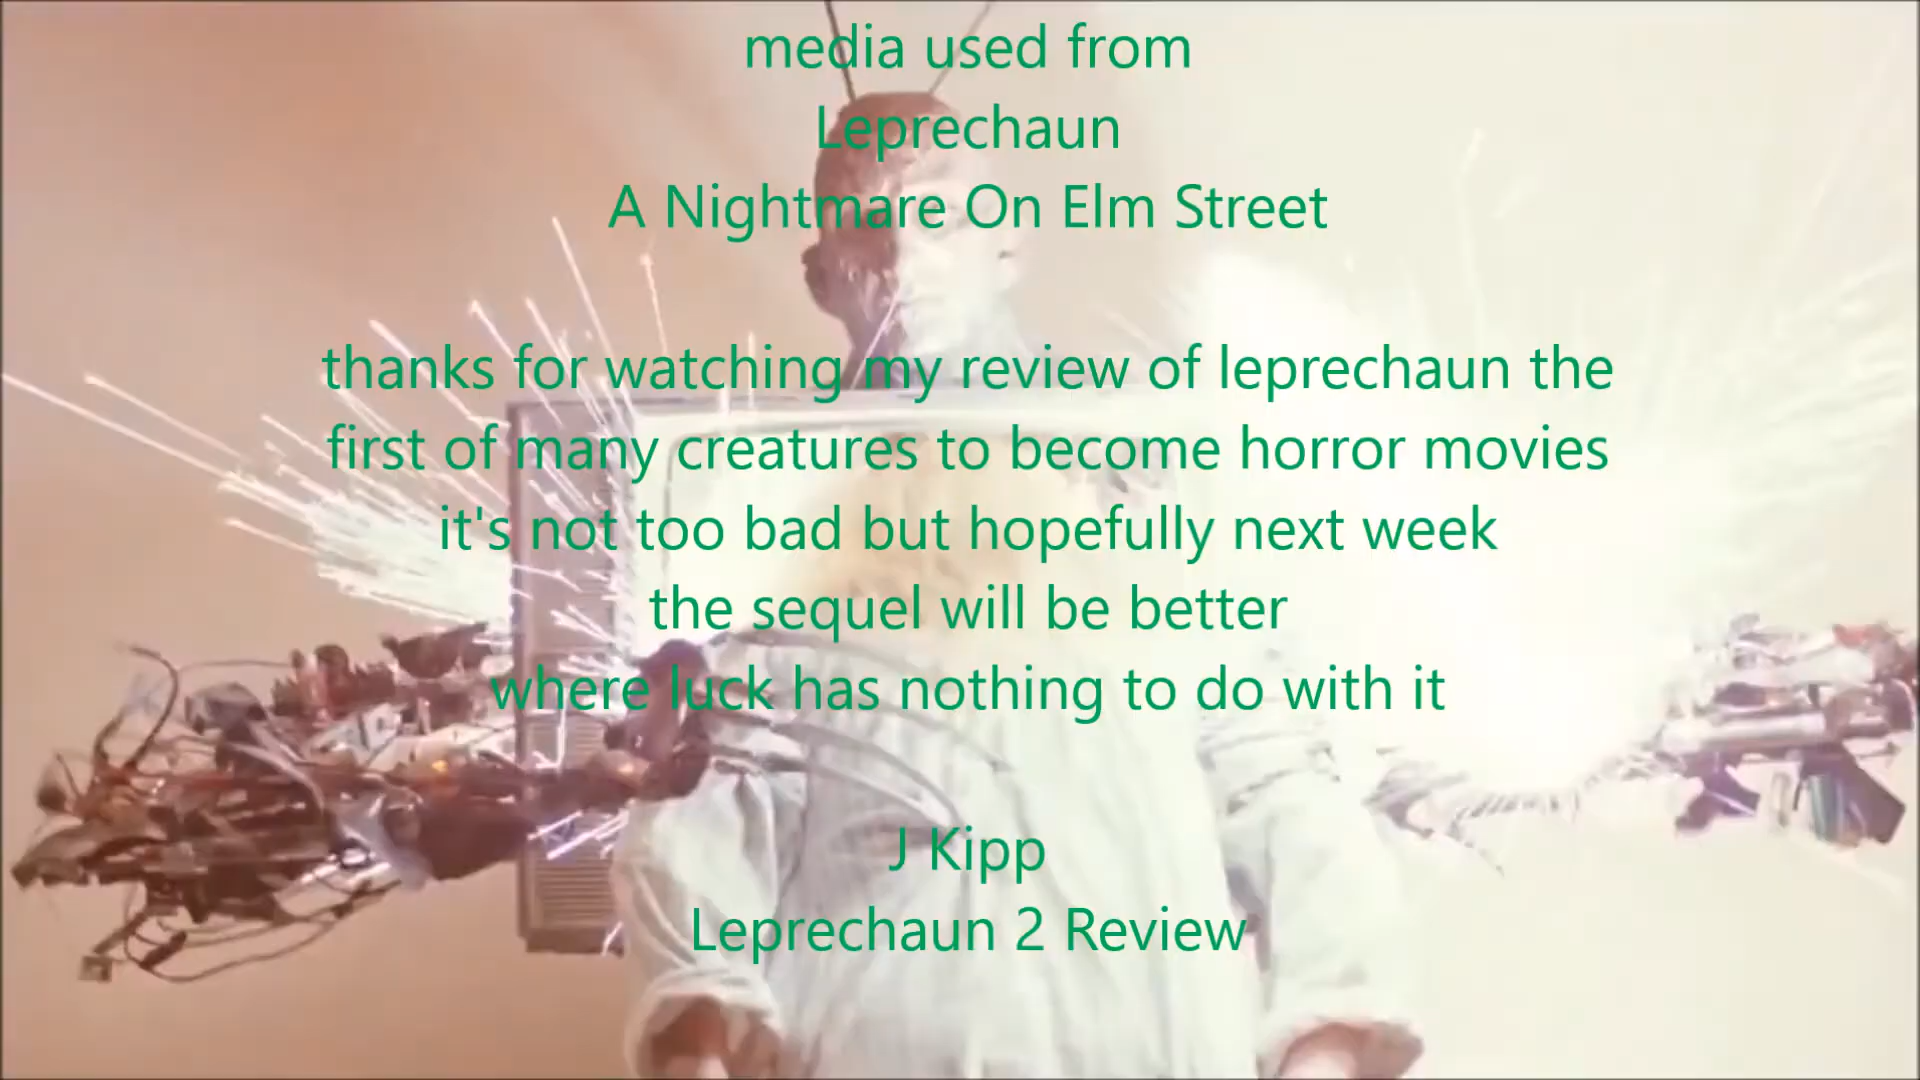 media used from
Leprechaun
A Nightmare On Elm Street
thanks for watching my review of leprechaun the
first of many creatures to become horror movies
it's not too bad but hopefully next week
the sequel will be better
where luck has nothing to do with it
J Kipp
Leprechaun 2 Review